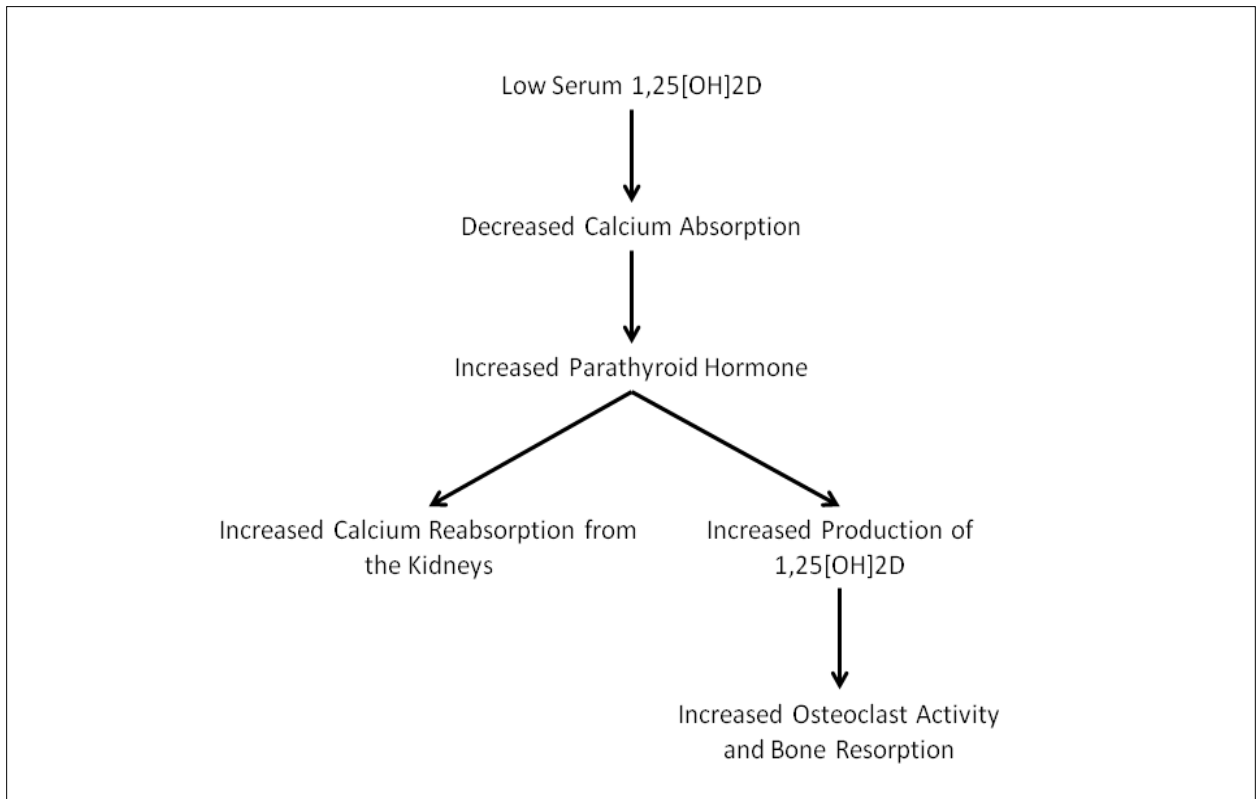 Low Serum 1,25[OH]2D
Decreased Calcium Absorption
Increased Parathyroid Hormone
Increased Calcium Reabsorption from
the Kidneys
Increased Production of
1,25[OH]2D
Increased Osteoclast Activity
and Bone Resorption